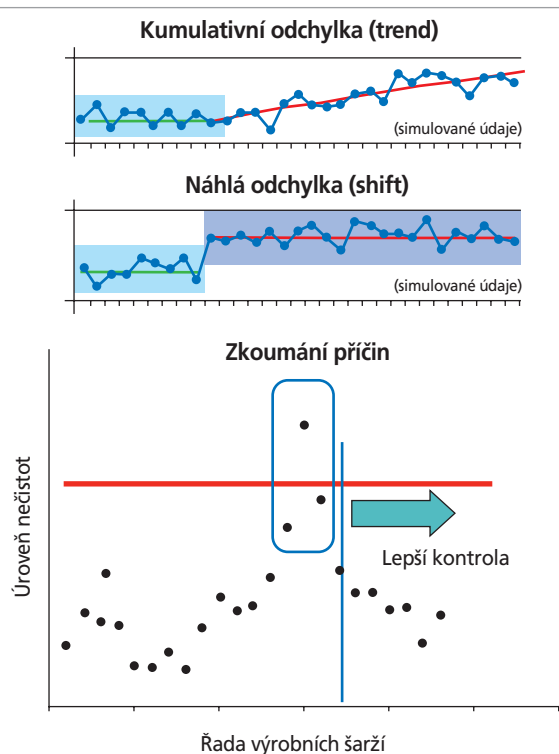 Kumulativní odchylka (trend)
(simulované údaje)
Náhlá odchylka (shift)
(simulované údaje)
Zkoumání příčin
Úroveň nečistot
Lepší kontrola
Řada výrobních šarží